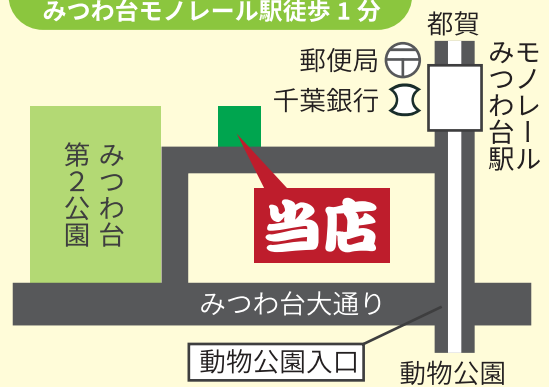 みつわ台モノレール駅徒歩1分
都賀
郵便局
千葉銀行
モノレール
みつわ台駅
みつわ台
第2公園
当店
みつわ台大通り
動物公園入口
動物公園